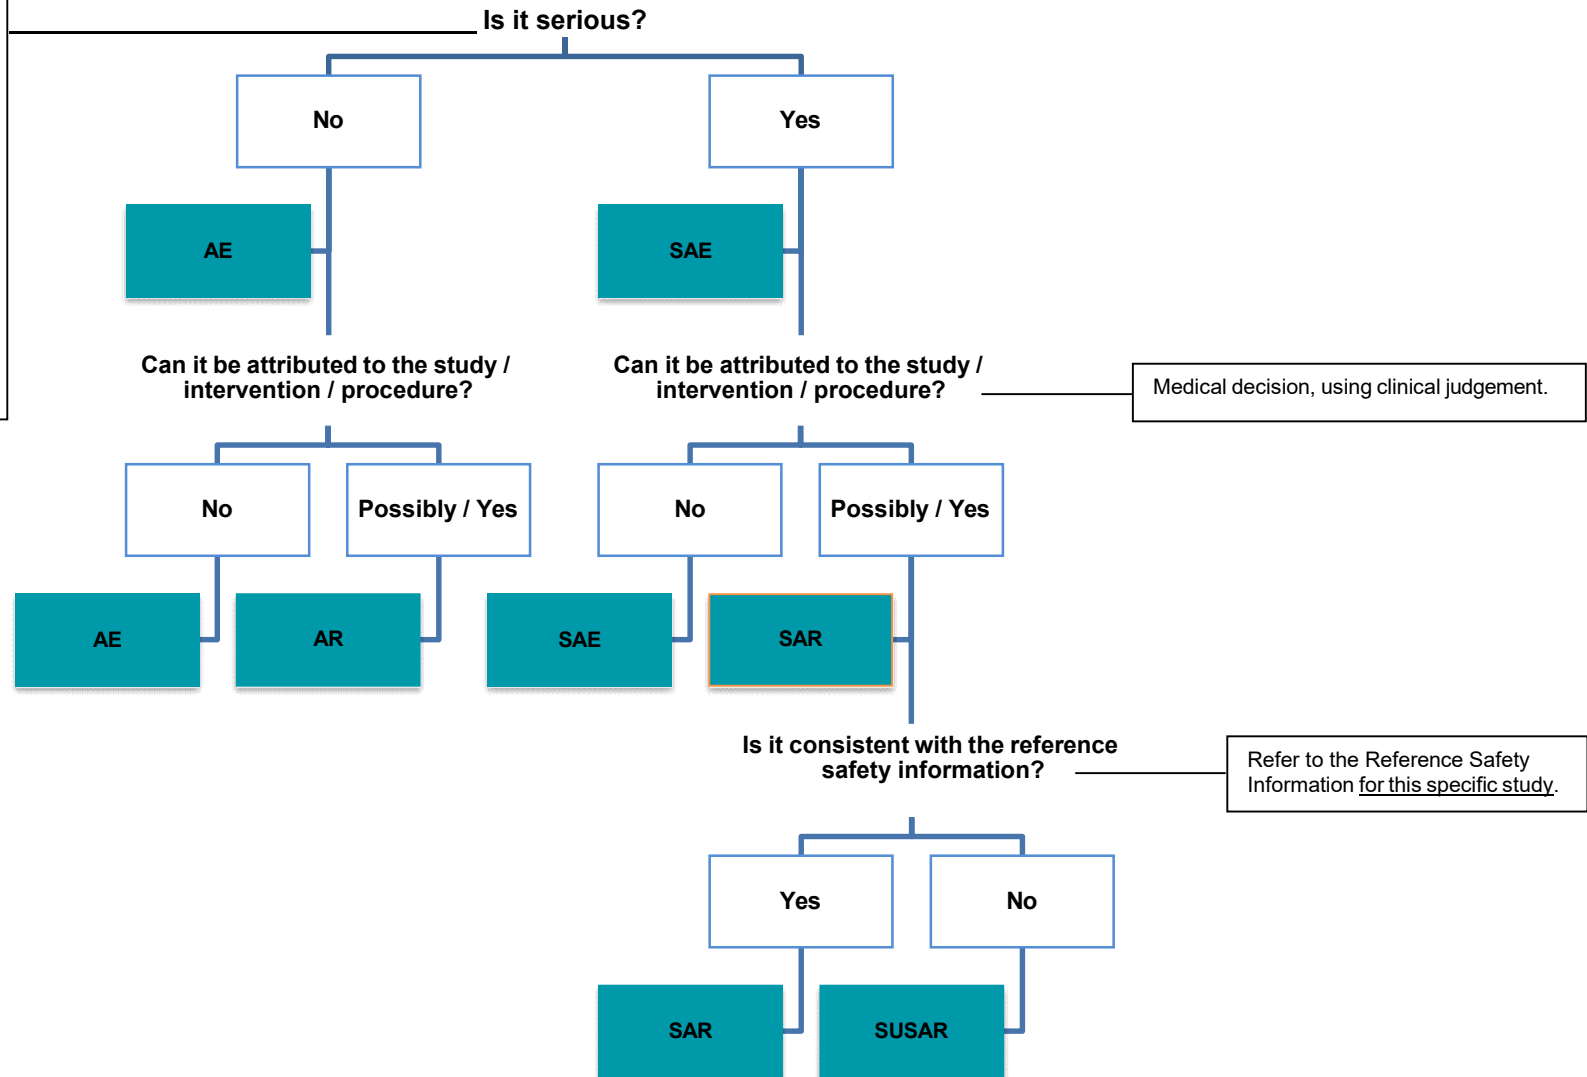 Is it serious?
No
Yes
AE
SAE
Can it be attributed to the study /
intervention / procedure?
Can it be attributed to the study /
intervention / procedure?
Medical decision, using clinical judgement.
No
Possibly / Yes
No
Possibly / Yes
AE
AR
SAE
SAR
Is it consistent with the reference
safety information?
Refer to the Reference Safety
Information for this specific study.
Yes
No
SAR
SUSAR